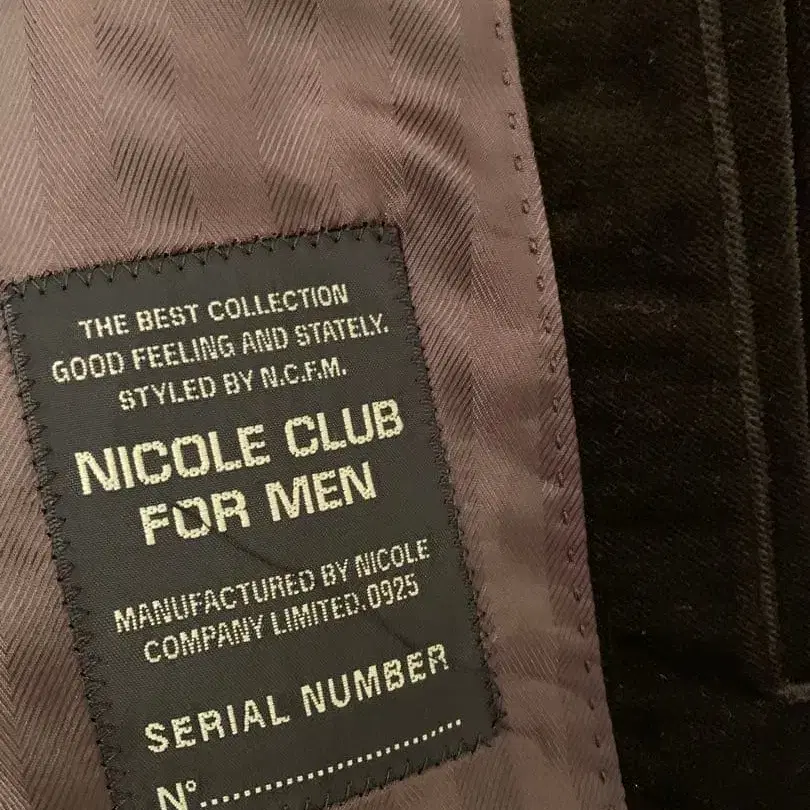 THE BEST COLLECTION
GOOD FEELING AND STATELY.
STYLED BY N.C.F.M.
NICOLE CLUB
FOR MEN
MANUFACTURED BY NICOLE
COMPANY LIMITED.0925
SERIAL NUMBER
N°..........................